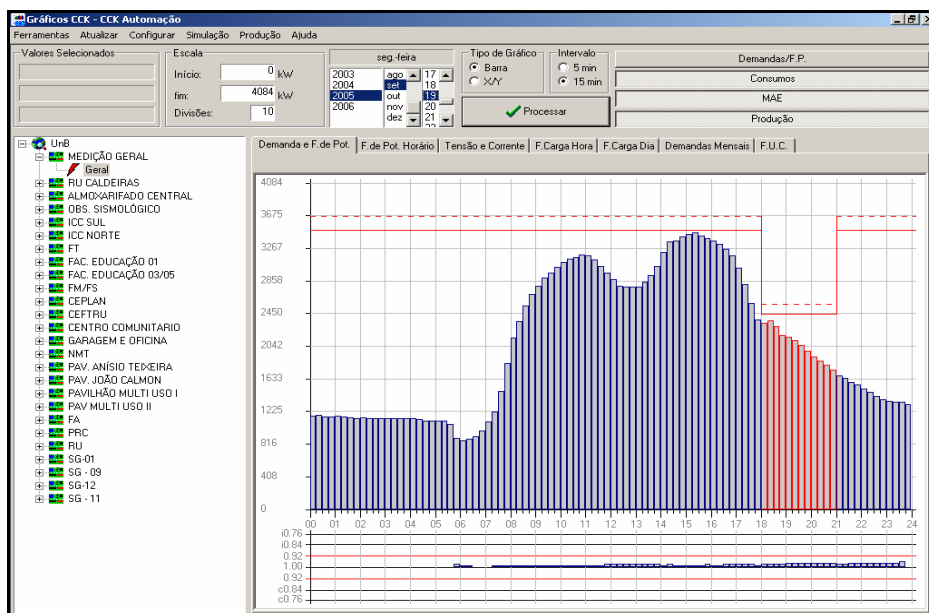 Gráficos CCK - CCK Automação
Ferramentas Atualizar Configurar Simulação Produção Ajuda
Valores Selecionados
Escala
Início: 0 kW
fim: 4084 kW
Divisões: 10
seg.-feira
2003 ago 17
2004 set 18
2005 out 19
2006 nov 20
dez 21
Tipo de Gráfico
Barra
X/Y
Intervalo
5 min
15 min
Processar
Demandas/F.P.
Consumos
MAE
Produção
UnB
MEDIÇÃO GERAL
Geral
RU CALDEIRAS
ALMOXARIFADO CENTRAL
OBS. SISMOLÓGICO
ICC SUL
ICC NORTE
FT
FAC. EDUCAÇÃO 01
FAC. EDUCAÇÃO 03/05
FM/FS
CEPLAN
CEFTRU
CENTRO COMUNITARIO
GARAGEM E OFICINA
NMT
PAV. ANÍSIO TEIXEIRA
PAV. JOÃO CALMON
PAVILHÃO MULTI USO I
PAV MULTI USO II
FA
PRC
RU
SG-01
SG - 09
SG-12
SG - 11
Demanda e F.de Pot. F.de Pot. Horário Tensão e Corrente F.Carga Hora F.Carga Dia Demandas Mensais F.U.C.
4084
3675
3267
2858
2450
2042
1633
1225
816
408
0
00 01 02 03 04 05 06 07 08 09 10 11 12 13 14 15 16 17 18 19 20 21 22 23 24
i0.76
i0.84
0.92
1.00
0.92
c0.84
c0.76